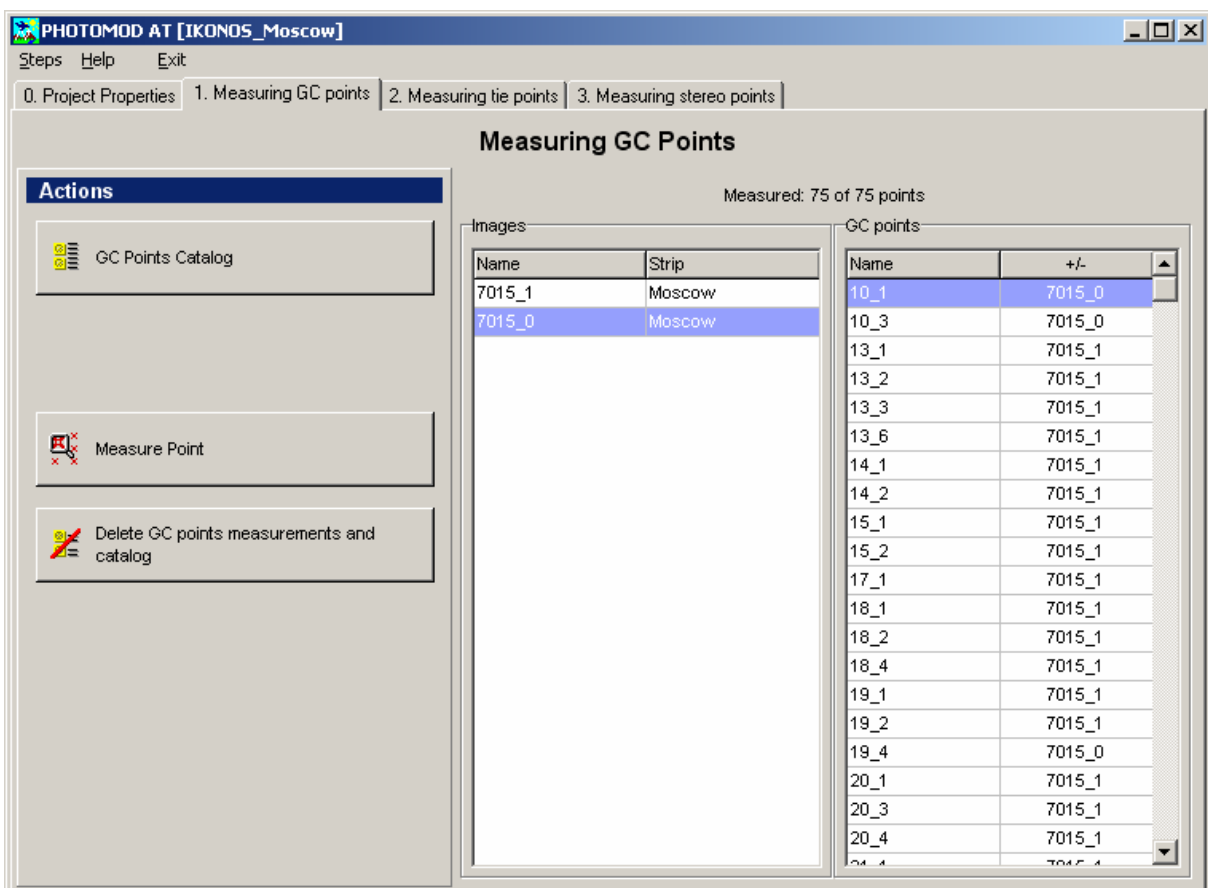 PHOTOMOD AT [IKONOS_Moscow]
Steps Help Exit
0. Project Properties 1. Measuring GC points 2. Measuring tie points 3. Measuring stereo points
Measuring GC Points
Actions
Measured: 75 of 75 points
GC Points Catalog
Measure Point
Delete GC points measurements and
catalog
Images
Name Strip
7015_1 Moscow
7015_0 Moscow
GC points
Name +/-
10_1 7015_0
10_3 7015_0
13_1 7015_1
13_2 7015_1
13_3 7015_1
13_6 7015_1
14_1 7015_1
14_2 7015_1
15_1 7015_1
15_2 7015_1
17_1 7015_1
18_1 7015_1
18_2 7015_1
18_4 7015_1
19_1 7015_1
19_2 7015_1
19_4 7015_0
20_1 7015_1
20_3 7015_1
20_4 7015_1